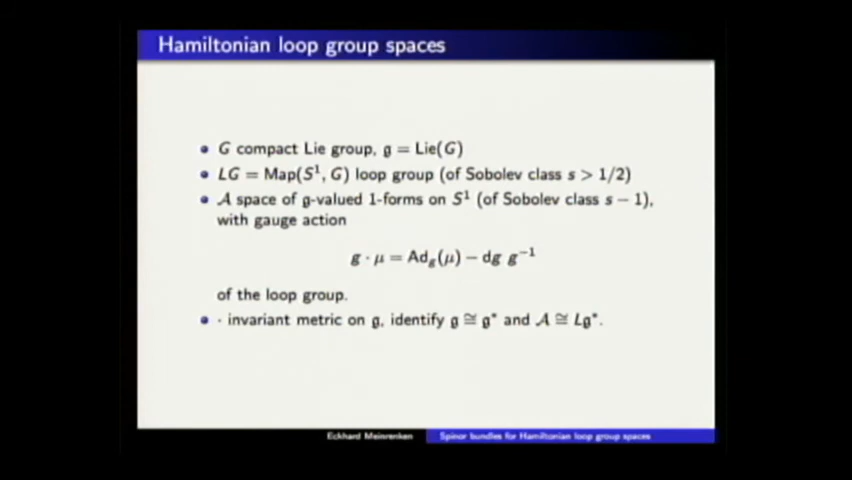 Hamiltonian loop group spaces
• G compact Lie group, 𝔤 = Lie(G)
• LG = Map(S¹, G) loop group (of Sobolev class s > 1/2)
• 𝒜 space of 𝔤-valued 1-forms on S¹ (of Sobolev class s − 1),
with gauge action
g · μ = Ad_g(μ) − dg g⁻¹
of the loop group.
• · invariant metric on 𝔤, identify 𝔤 ≅ 𝔤* and 𝒜 ≅ L𝔤*.
Eckhard Meinrenken Spinor bundles for Hamiltonian loop group spaces